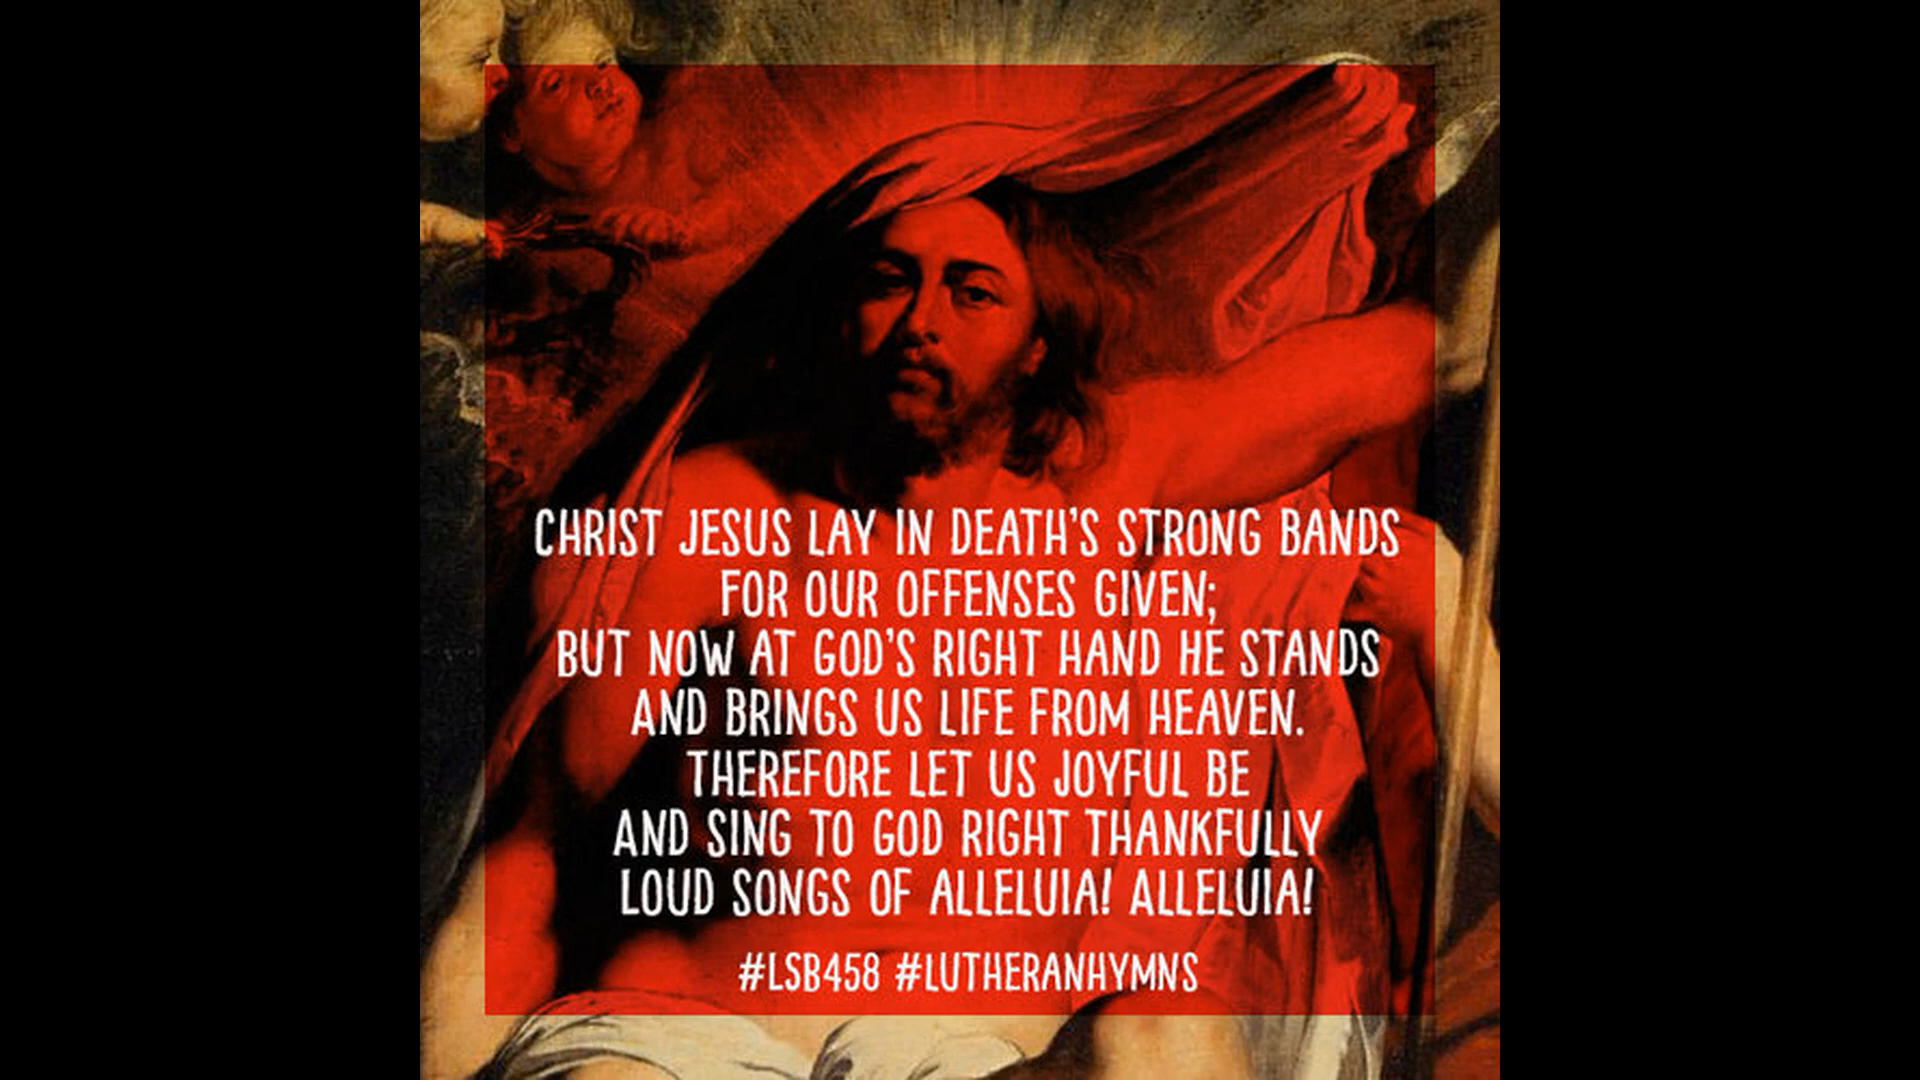 CHRIST JESUS LAY IN DEATH'S STRONG BANDS
FOR OUR OFFENSES GIVEN;
BUT NOW AT GOD'S RIGHT HAND HE STANDS
AND BRINGS US LIFE FROM HEAVEN.
THEREFORE LET US JOYFUL BE
AND SING TO GOD RIGHT THANKFULLY
LOUD SONGS OF ALLELUIA! ALLELUIA!
#LSB458 #LUTHERANHYMNS